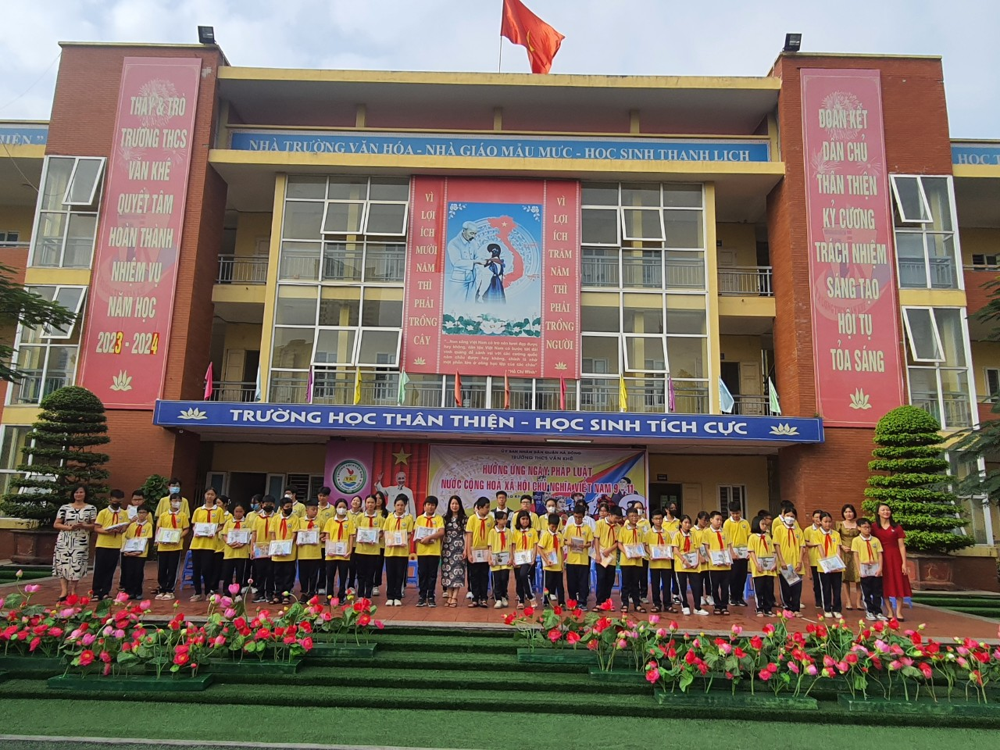 THẦY & TRÒ
TRƯỜNG THCS
VĂN KHÊ
QUYẾT TÂM
HOÀN THÀNH
NHIỆM VỤ
NĂM HỌC
2023 - 2024
IỆN "
NHÀ TRƯỜNG VĂN HÓA - NHÀ GIÁO MẪU MỰC - HỌC SINH THANH LỊCH
HỌC T
VÌ
LỢI
ÍCH
MƯỜI
NĂM
THÌ
PHẢI
TRỒNG
CÂY
VÌ
LỢI
ÍCH
TRĂM
NĂM
THÌ
PHẢI
TRỒNG
NGƯỜI
"...Non sông Việt Nam có trở nên tươi đẹp được
hay không, dân tộc Việt Nam có bước tới đài
vinh quang để sánh vai với các cường quốc
năm châu được hay không, chính là nhờ
một phần lớn ở công học tập của các cháu"
Hồ Chí Minh
ĐOÀN KẾT
DÂN CHỦ
THÂN THIỆN
KỶ CƯƠNG
TRÁCH NHIỆM
SÁNG TẠO
HỘI TỤ
TỎA SÁNG
TRƯỜNG HỌC THÂN THIỆN - HỌC SINH TÍCH CỰC
ỦY BAN NHÂN DÂN QUẬN HÀ ĐÔNG
TRƯỜNG THCS VĂN KHÊ
HƯỞNG ỨNG NGÀY PHÁP LUẬT
NƯỚC CỘNG HOÀ XÃ HỘI CHỦ NGHĨA VIỆT NAM 9 - 11